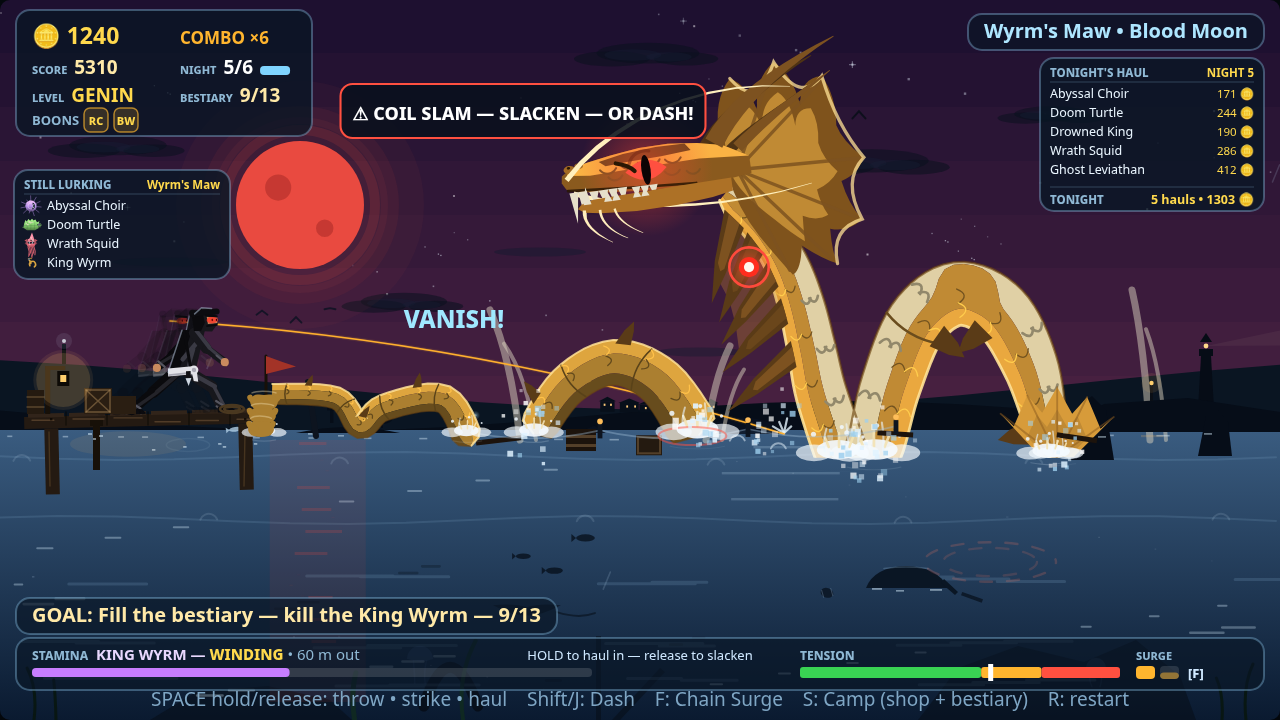 🪙 1240 COMBO ×6
SCORE 5310 NIGHT 5/6
LEVEL GENIN BESTIARY 9/13
BOONS RC BW
Wyrm's Maw • Blood Moon
TONIGHT'S HAUL NIGHT 5
Abyssal Choir 171 🪙
Doom Turtle 244 🪙
Drowned King 190 🪙
Wrath Squid 286 🪙
Ghost Leviathan 412 🪙
TONIGHT 5 hauls • 1303 🪙
⚠ COIL SLAM — SLACKEN — OR DASH!
STILL LURKING Wyrm's Maw
Abyssal Choir
Doom Turtle
Wrath Squid
King Wyrm
VANISH!
GOAL: Fill the bestiary — kill the King Wyrm — 9/13
STAMINA KING WYRM — WINDING • 60 m out HOLD to haul in — release to slacken TENSION SURGE
[F]
SPACE hold/release: throw • strike • haul Shift/J: Dash F: Chain Surge S: Camp (shop + bestiary) R: restart